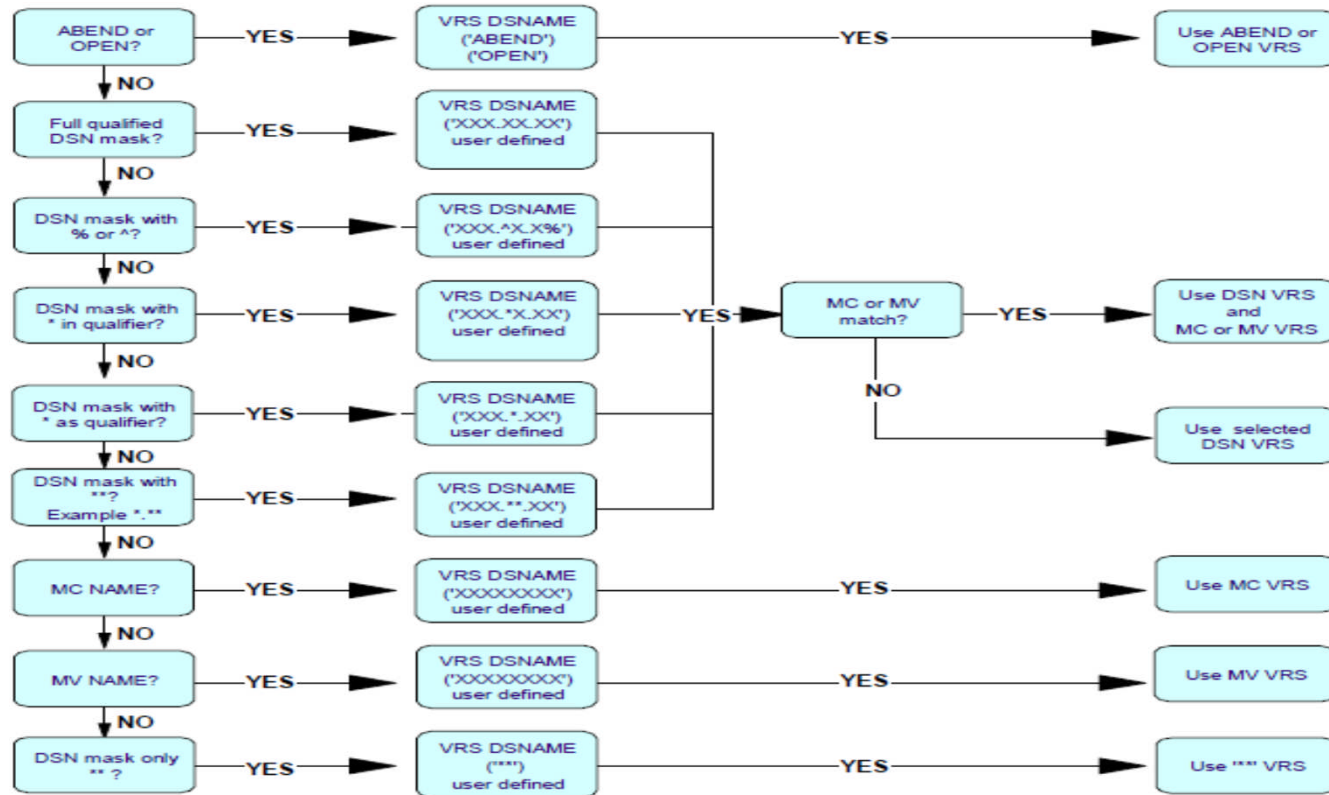 ABEND or
OPEN?
YES
VRS DSNAME
('ABEND')
('OPEN')
YES
Use ABEND or
OPEN VRS
NO
Full qualified
DSN mask?
YES
VRS DSNAME
('XXX.XX.XX')
user defined
NO
DSN mask with
% or ^?
YES
VRS DSNAME
('XXX.^X.X%')
user defined
NO
DSN mask with
* in qualifier?
YES
VRS DSNAME
('XXX.*X.XX')
user defined
YES
MC or MV
match?
YES
Use DSN VRS
and
MC or MV VRS
NO
NO
DSN mask with
* as qualifier?
YES
VRS DSNAME
('XXX.*.XX')
user defined
Use selected
DSN VRS
NO
DSN mask with
**?
Example *.**
YES
VRS DSNAME
('XXX.**.XX')
user defined
NO
MC NAME?
YES
VRS DSNAME
('XXXXXXXX')
user defined
YES
Use MC VRS
NO
MV NAME?
YES
VRS DSNAME
('XXXXXXXX')
user defined
YES
Use MV VRS
NO
DSN mask only
** ?
YES
VRS DSNAME
('**')
user defined
YES
Use '**' VRS